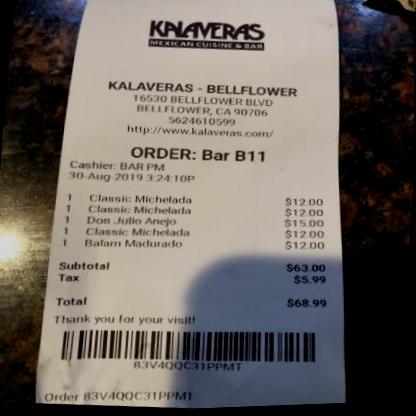 KALAVERAS
MEXICAN CUISINE & BAR
KALAVERAS - BELLFLOWER
16530 BELLFLOWER BLVD
BELLFLOWER, CA 90706
5624610599
http://www.kalaveras.com/
ORDER: Bar B11
Cashier: BAR PM
30-Aug-2019 3:24:10P
1 Classic Michelada $12.00
1 Classic Michelada $12.00
1 Don Julio Anejo $15.00
1 Classic Michelada $12.00
1 Balam Madurado $12.00
Subtotal $63.00
Tax $5.99
Total $68.99
Thank you for your visit!
83V4QQC31PPMT
Order 83V4QQC31PPMT